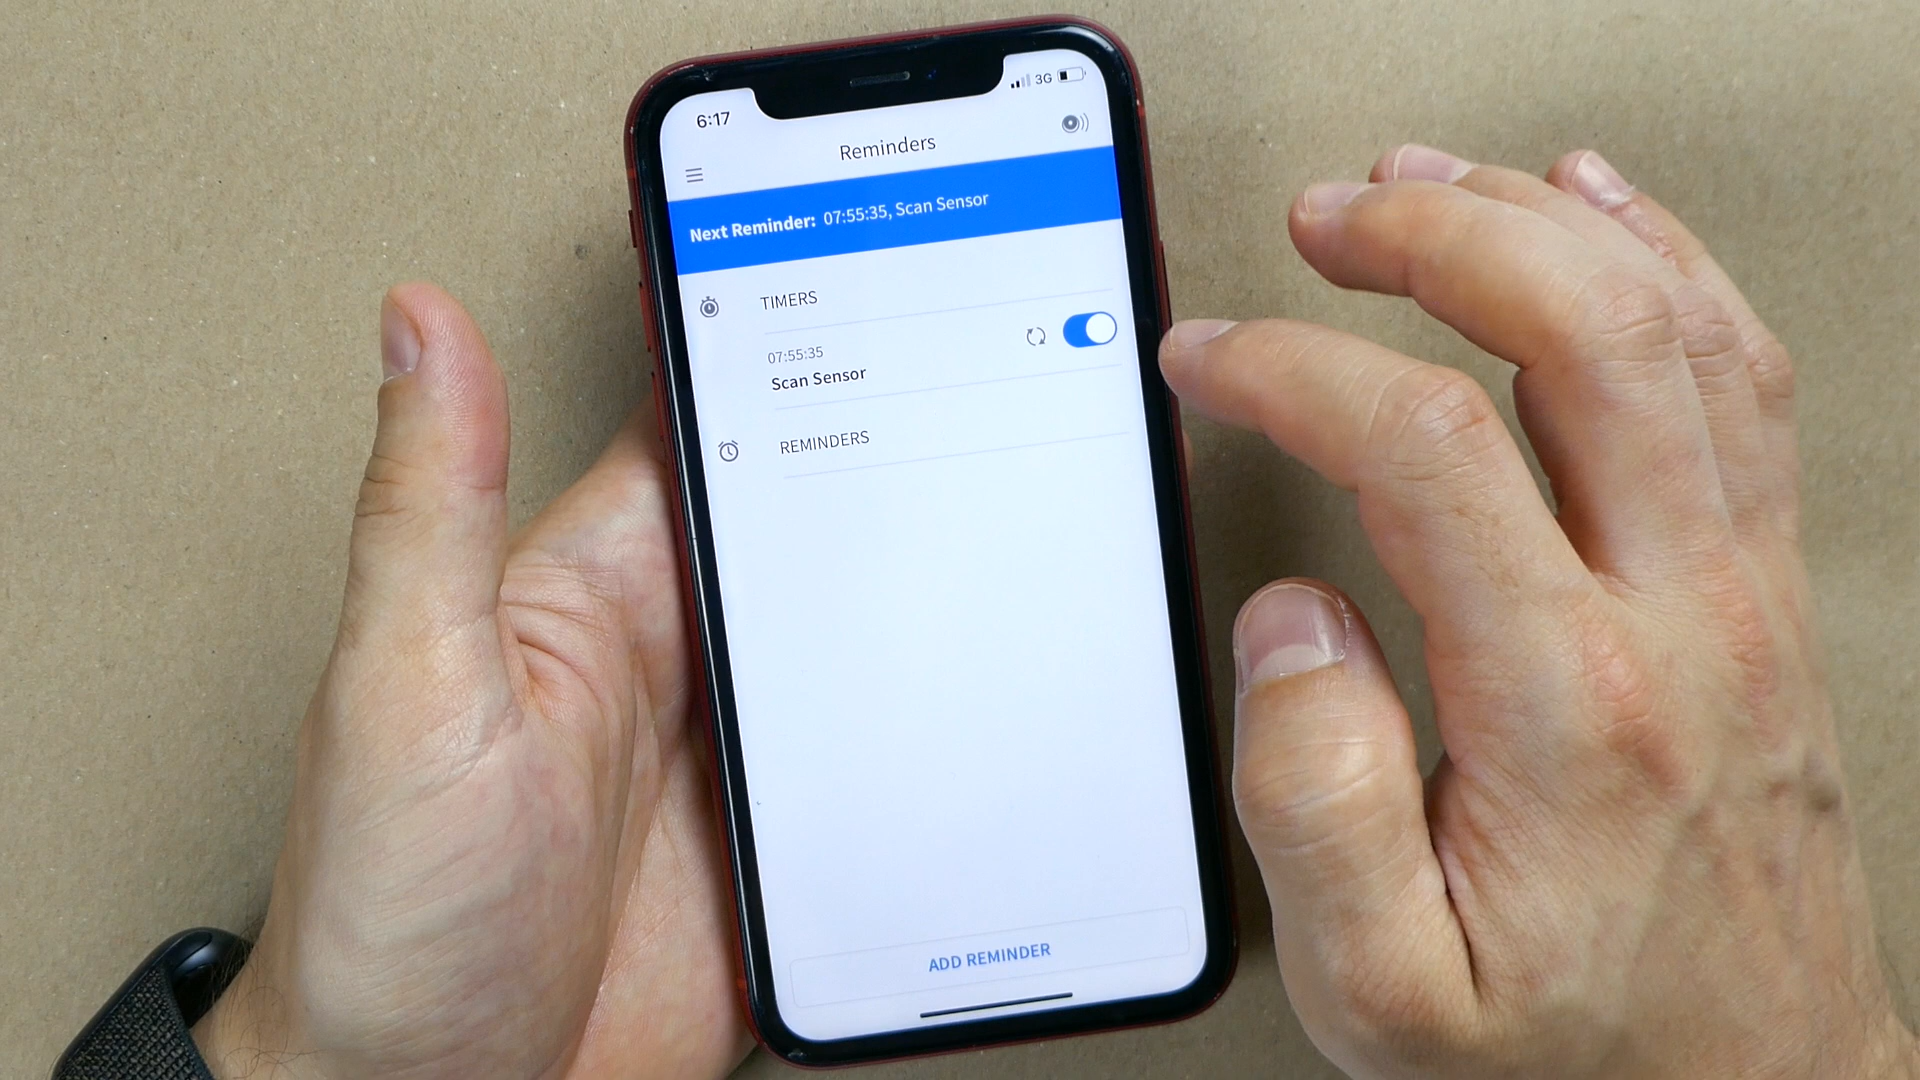 6:17
3G
Reminders
Next Reminder: 07:55:35, Scan Sensor
TIMERS
07:55:35
Scan Sensor
REMINDERS
ADD REMINDER